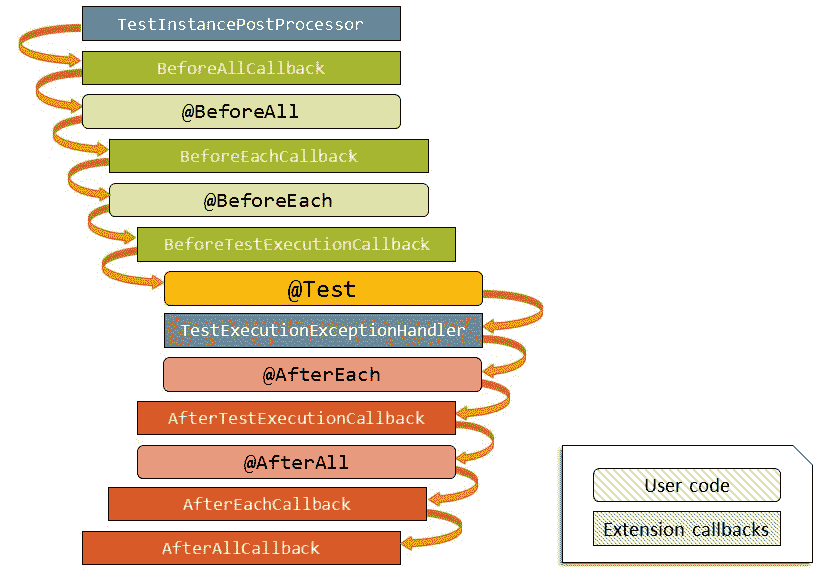 TestInstancePostProcessor
BeforeAllCallback
@BeforeAll
BeforeEachCallback
@BeforeEach
BeforeTestExecutionCallback
@Test
TestExecutionExceptionHandler
@AfterEach
AfterTestExecutionCallback
@AfterAll
AfterEachCallback
AfterAllCallback
User code
Extension callbacks